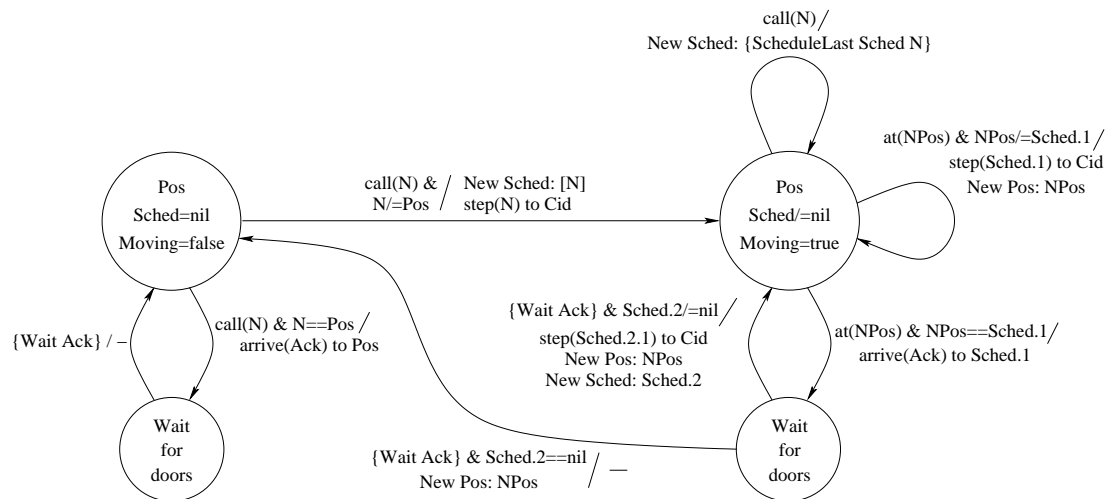 call(N) /
New Sched: {ScheduleLast Sched N}
at(NPos) & NPos/=Sched.1 /
step(Sched.1) to Cid
New Pos: NPos
Pos
Sched=nil
Moving=false
call(N) & / New Sched: [N]
N/=Pos step(N) to Cid
Pos
Sched/=nil
Moving=true
{Wait Ack} / –
call(N) & N==Pos /
arrive(Ack) to Pos
{Wait Ack} & Sched.2/=nil /
step(Sched.2.1) to Cid
New Pos: NPos
New Sched: Sched.2
at(NPos) & NPos==Sched.1 /
arrive(Ack) to Sched.1
Wait
for
doors
{Wait Ack} & Sched.2==nil / —
New Pos: NPos
Wait
for
doors